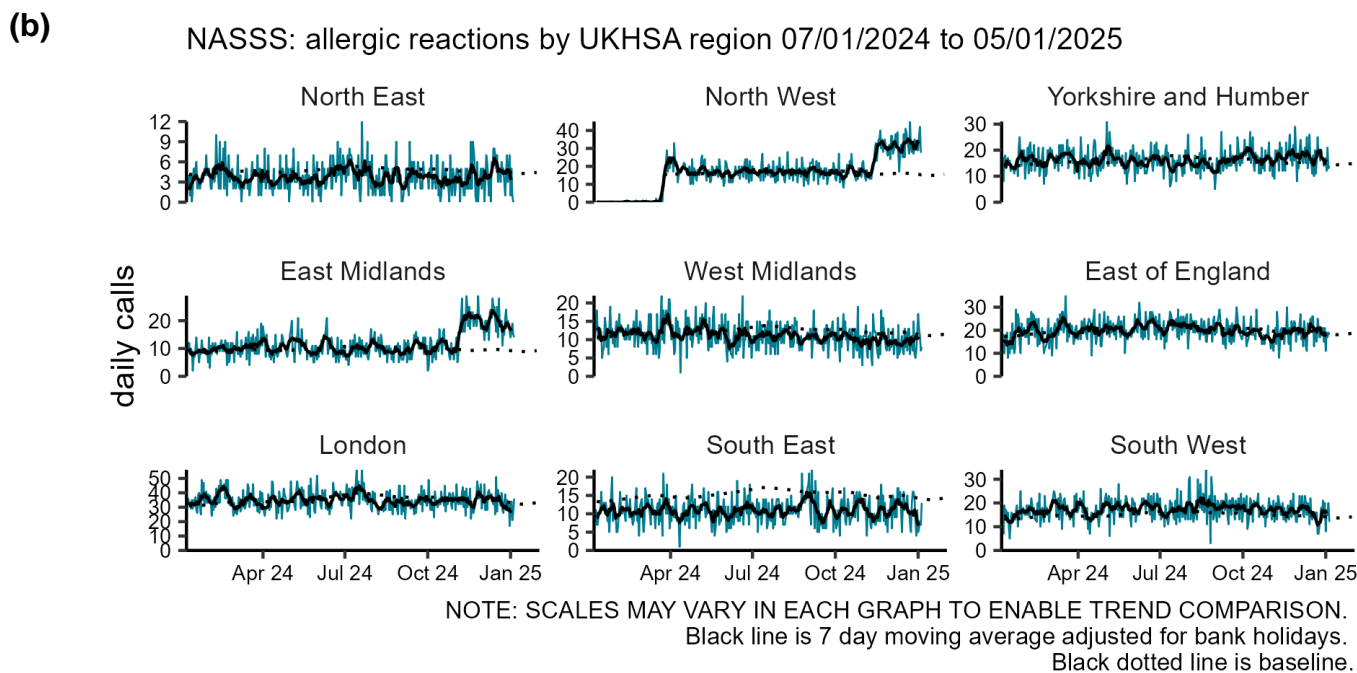 (b)
NASSS: allergic reactions by UKHSA region 07/01/2024 to 05/01/2025
daily calls
North East
12
9
6
3
0
North West
40
30
20
10
0
Yorkshire and Humber
30
20
10
0
East Midlands
20
10
0
West Midlands
20
15
10
5
0
East of England
30
20
10
0
London
50
40
30
20
10
0
Apr 24 Jul 24 Oct 24 Jan 25
South East
20
15
10
5
0
Apr 24 Jul 24 Oct 24 Jan 25
South West
30
20
10
0
Apr 24 Jul 24 Oct 24 Jan 25
NOTE: SCALES MAY VARY IN EACH GRAPH TO ENABLE TREND COMPARISON.
Black line is 7 day moving average adjusted for bank holidays.
Black dotted line is baseline.